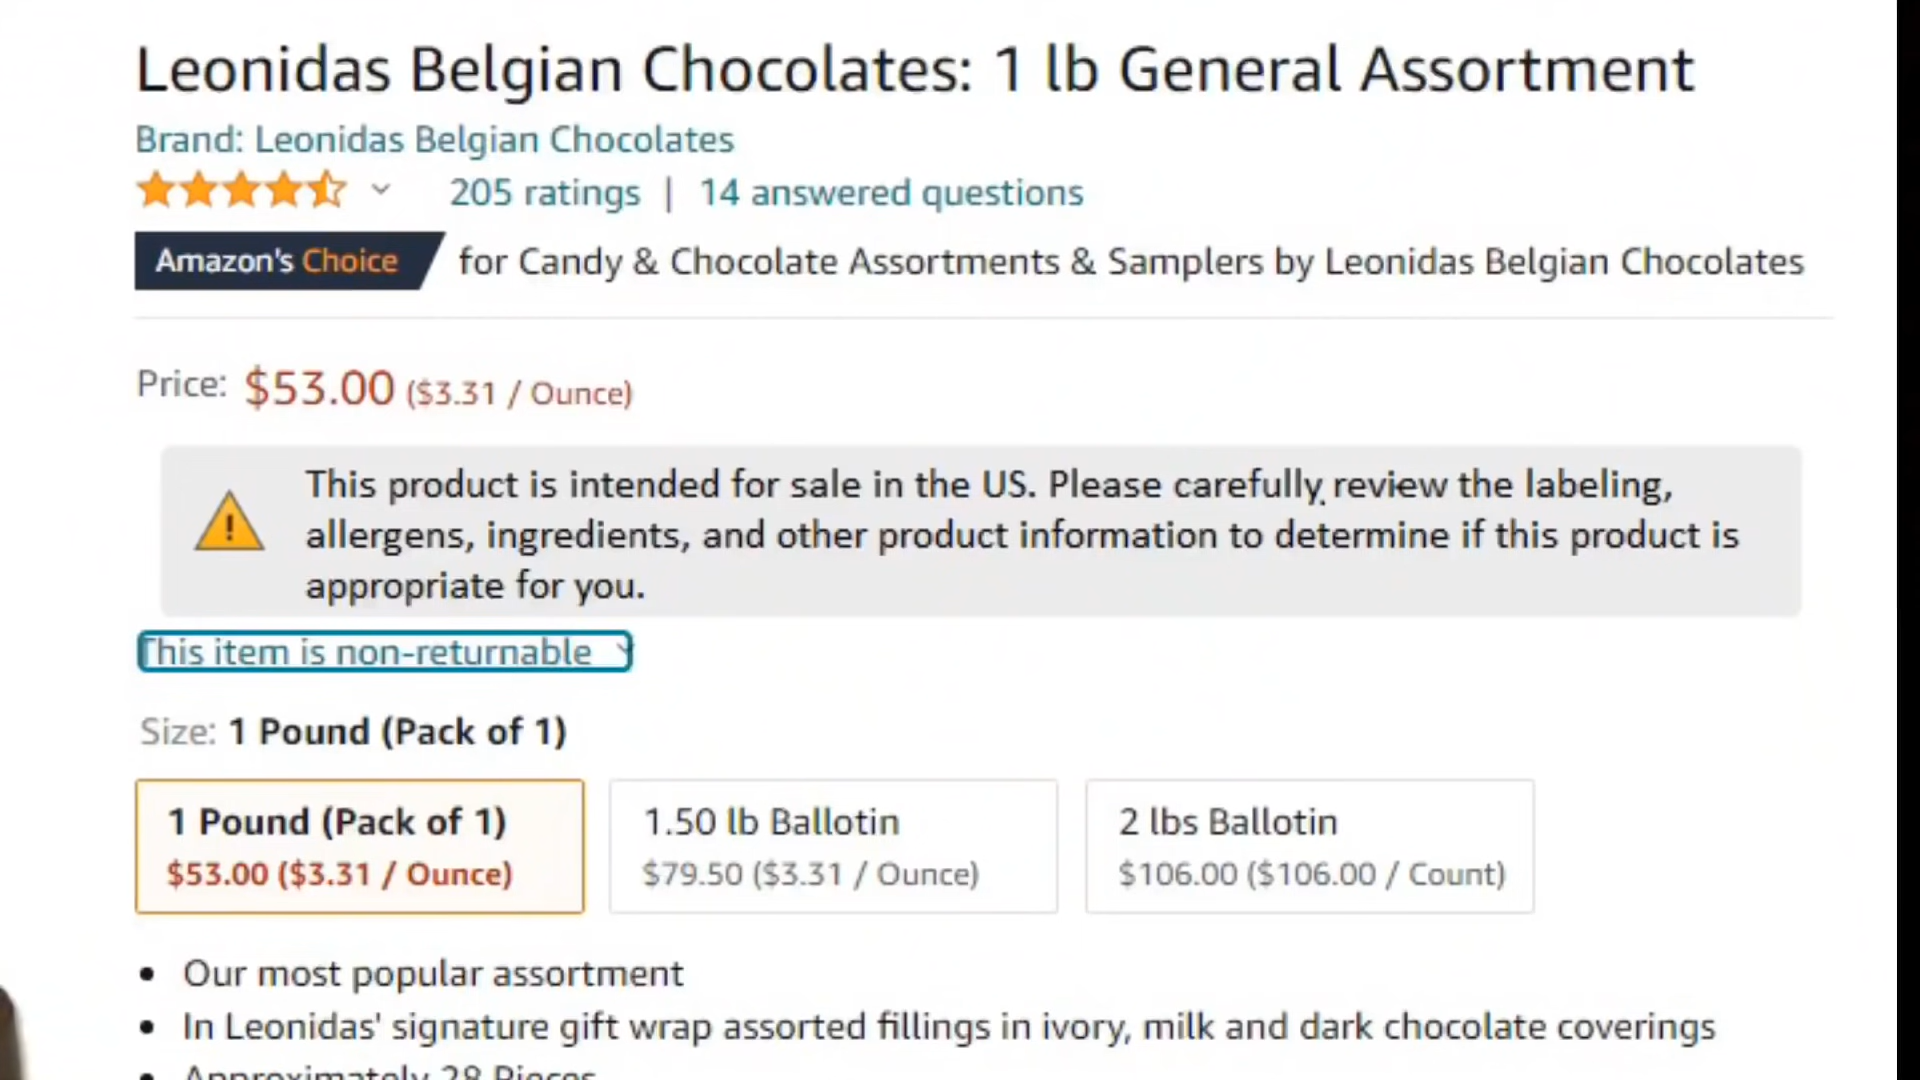 Leonidas Belgian Chocolates: 1 lb General Assortment
Brand: Leonidas Belgian Chocolates
205 ratings | 14 answered questions
Amazon's Choice for Candy & Chocolate Assortments & Samplers by Leonidas Belgian Chocolates
Price: $53.00 ($3.31 / Ounce)
This product is intended for sale in the US. Please carefully review the labeling,
allergens, ingredients, and other product information to determine if this product is
appropriate for you.
This item is non-returnable
Size: 1 Pound (Pack of 1)
1 Pound (Pack of 1) 1.50 lb Ballotin 2 lbs Ballotin
$53.00 ($3.31 / Ounce) $79.50 ($3.31 / Ounce) $106.00 ($106.00 / Count)
• Our most popular assortment
• In Leonidas' signature gift wrap assorted fillings in ivory, milk and dark chocolate coverings
• Approximately 28 Pieces